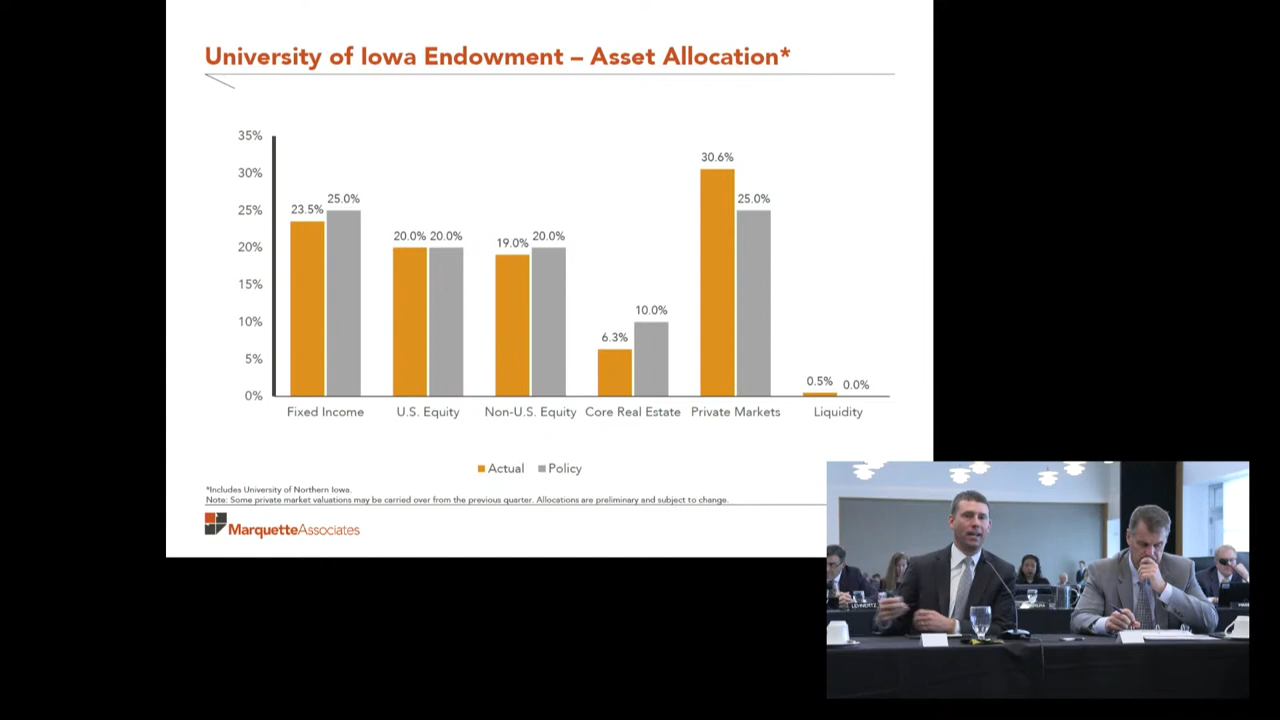 University of Iowa Endowment – Asset Allocation*
35%
30%
25%
20%
15%
10%
5%
0%
23.5% 25.0%
20.0% 20.0%
19.0% 20.0%
6.3% 10.0%
30.6% 25.0%
0.5% 0.0%
Fixed Income U.S. Equity Non-U.S. Equity Core Real Estate Private Markets Liquidity
Actual Policy
*Includes University of Northern Iowa.
Note: Some private market valuations may be carried over from the previous quarter. Allocations are preliminary and subject to change.
MarquetteAssociates
LEHNERTZ